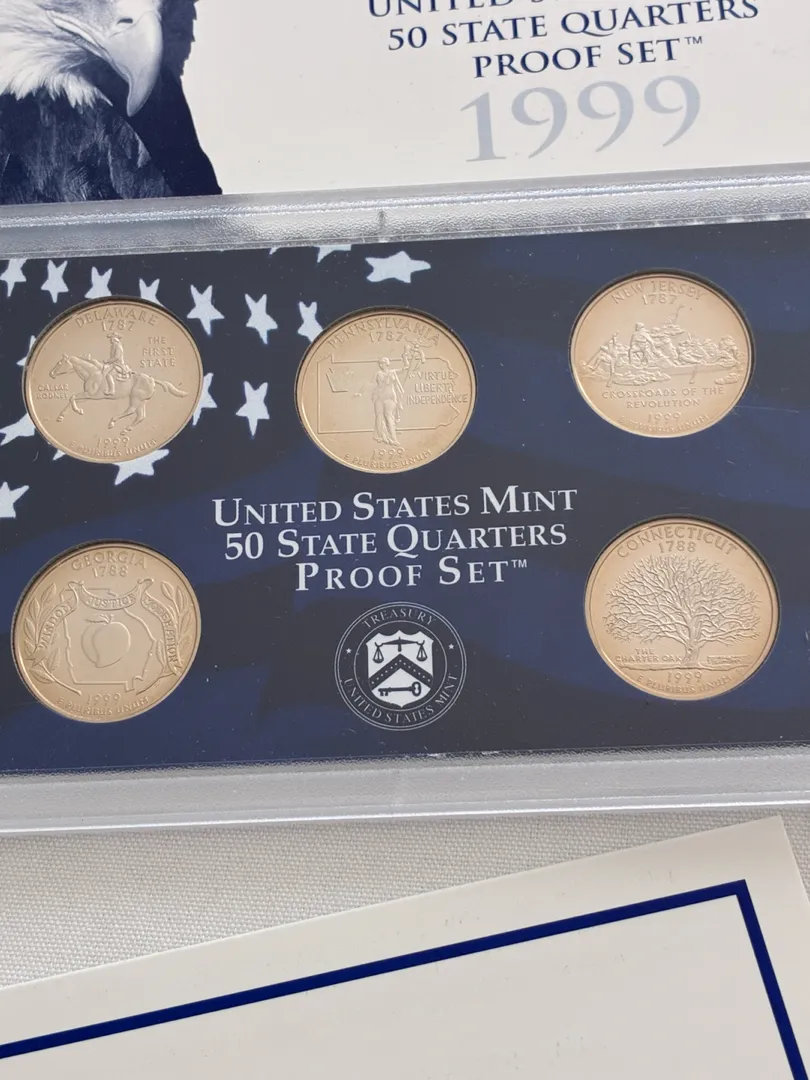 UNITED S
50 STATE QUARTERS
PROOF SET™
1999
DELAWARE
1787
THE
FIRST
STATE
CAESAR
RODNEY
1999
E PLURIBUS UNUM
PENNSYLVANIA
1787
VIRTUE
LIBERTY
INDEPENDENCE
1999
E PLURIBUS UNUM
NEW JERSEY
1787
CROSSROADS OF THE
REVOLUTION
1999
E PLURIBUS UNUM
UNITED STATES MINT
50 STATE QUARTERS
PROOF SET™
GEORGIA
1788
WISDOM JUSTICE MODERATION
1999
E PLURIBUS UNUM
TREASURY
UNITED STATES MINT
CONNECTICUT
1788
THE
CHARTER OAK
1999
E PLURIBUS UNUM